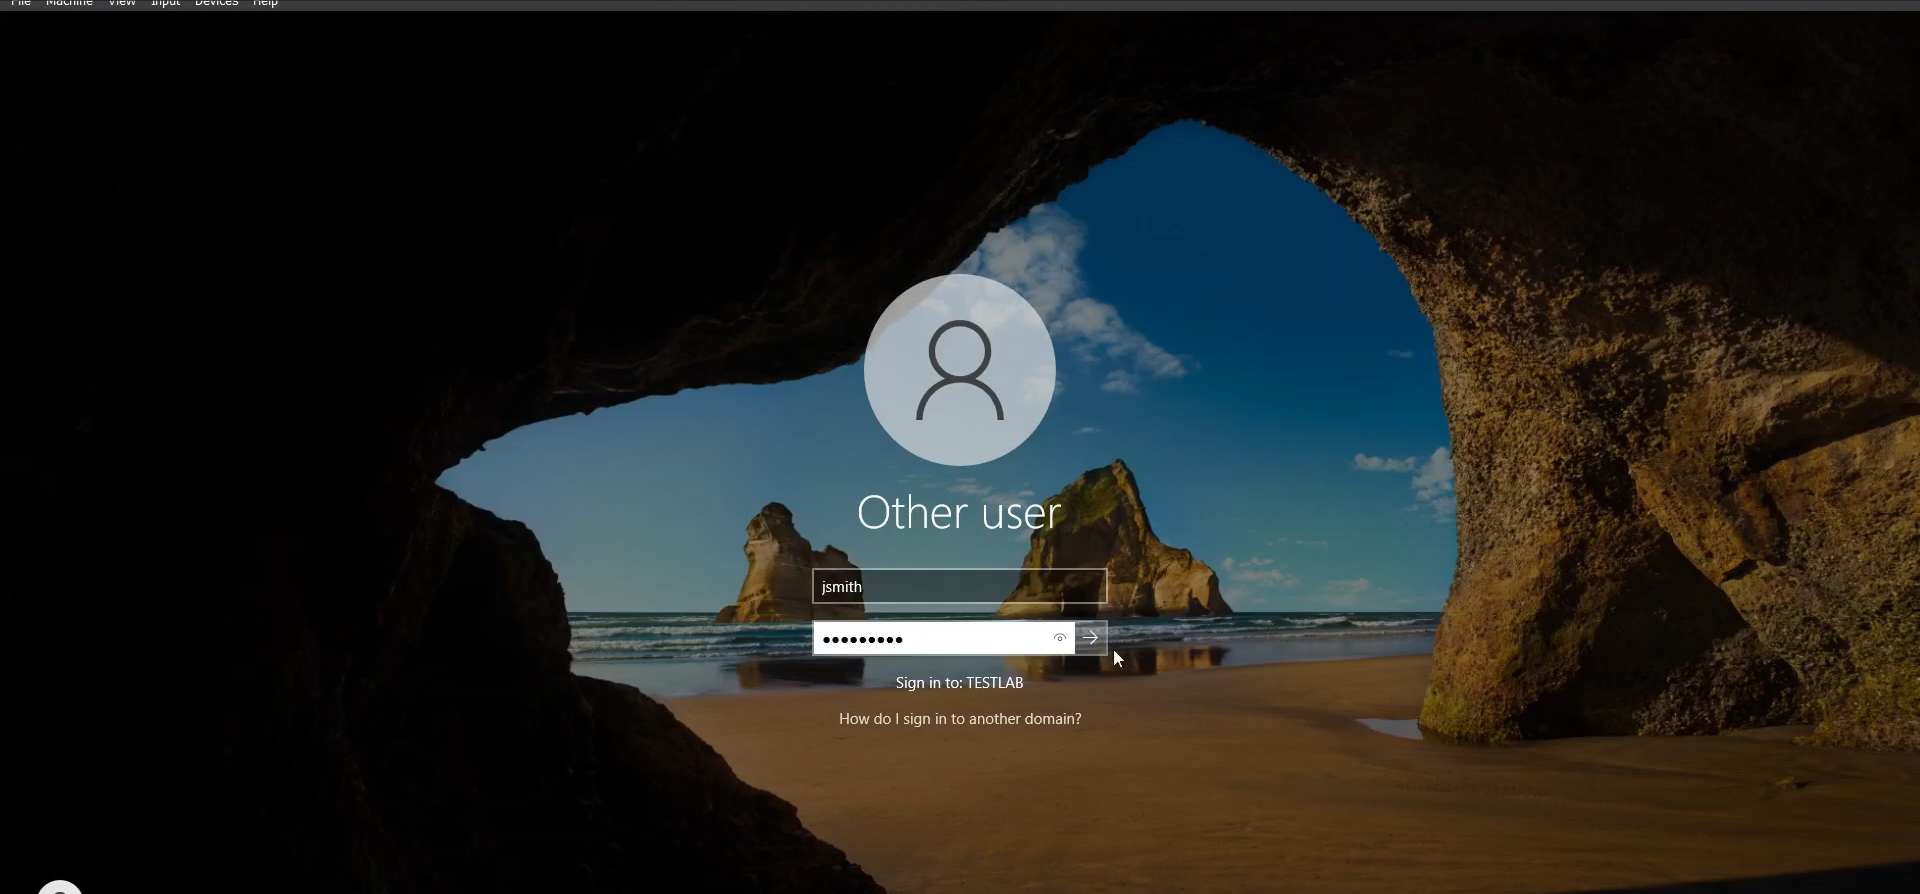 File Machine View Input Devices Help
Other user
jsmith
•••••••••
Sign in to: TESTLAB
How do I sign in to another domain?